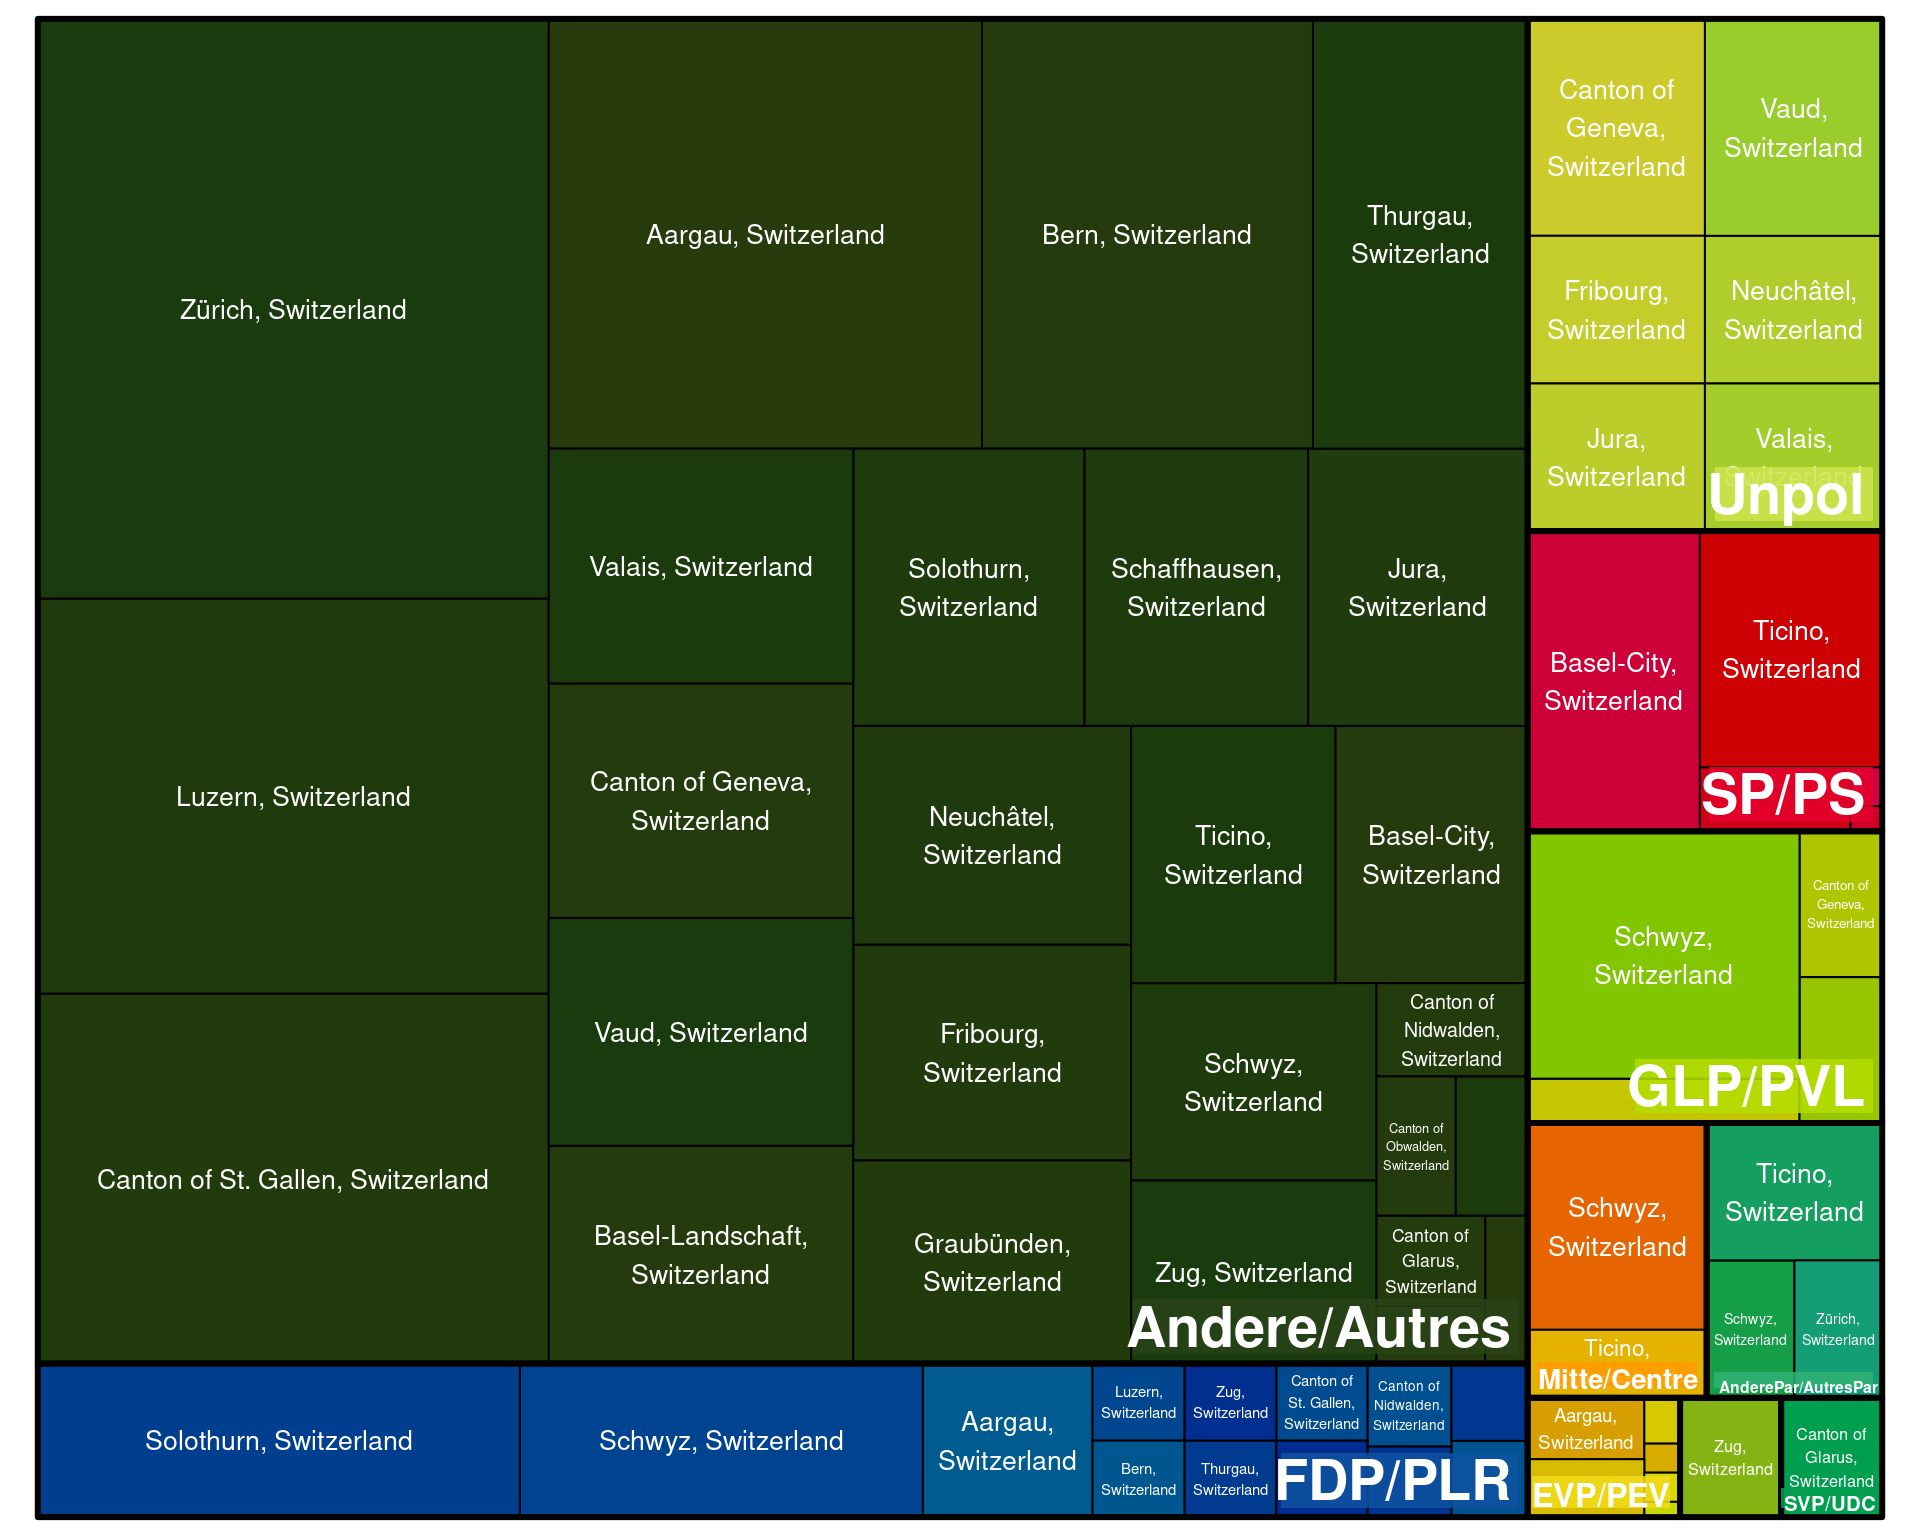 Zürich, Switzerland
Luzern, Switzerland
Canton of St. Gallen, Switzerland
Aargau, Switzerland
Bern, Switzerland
Thurgau,
Switzerland
Valais, Switzerland
Canton of Geneva,
Switzerland
Vaud, Switzerland
Basel-Landschaft,
Switzerland
Solothurn,
Switzerland
Schaffhausen,
Switzerland
Jura,
Switzerland
Neuchâtel,
Switzerland
Fribourg,
Switzerland
Graubünden,
Switzerland
Ticino,
Switzerland
Basel-City,
Switzerland
Schwyz,
Switzerland
Zug, Switzerland
Canton of
Nidwalden,
Switzerland
Canton of
Obwalden,
Switzerland
Canton of
Glarus,
Switzerland
Andere/Autres
Solothurn, Switzerland
Schwyz, Switzerland
Aargau,
Switzerland
Luzern,
Switzerland
Bern,
Switzerland
Zug,
Switzerland
Thurgau,
Switzerland
Canton of
St. Gallen,
Switzerland
Canton of
Nidwalden,
Switzerland
FDP/PLR
Canton of
Geneva,
Switzerland
Vaud,
Switzerland
Fribourg,
Switzerland
Neuchâtel,
Switzerland
Jura,
Switzerland
Valais,
Switzerland
Unpol
Basel-City,
Switzerland
Ticino,
Switzerland
SP/PS
Schwyz,
Switzerland
Canton of
Geneva,
Switzerland
GLP/PVL
Schwyz,
Switzerland
Ticino,
Mitte/Centre
Ticino,
Switzerland
Schwyz,
Switzerland
Zürich,
Switzerland
AnderePar/AutresPar
Aargau,
Switzerland
EVP/PEV
Zug,
Switzerland
Canton of
Glarus,
Switzerland
SVP/UDC